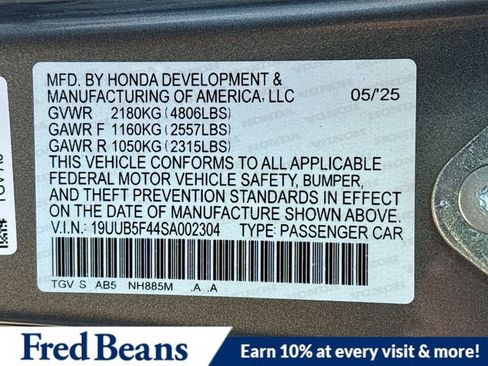 MFD. BY HONDA DEVELOPMENT &
MANUFACTURING OF AMERICA, LLC 05/'25
GVWR 2180KG (4806LBS)
GAWR F 1160KG (2557LBS)
GAWR R 1050KG (2315LBS)
THIS VEHICLE CONFORMS TO ALL APPLICABLE
FEDERAL MOTOR VEHICLE SAFETY, BUMPER,
AND THEFT PREVENTION STANDARDS IN EFFECT
ON THE DATE OF MANUFACTURE SHOWN ABOVE.
V.I.N.: 19UUB5F44SA002304 TYPE: PASSENGER CAR
TGV S AB5 NH885M .A .A
Fred Beans
Earn 10% at every visit & more!